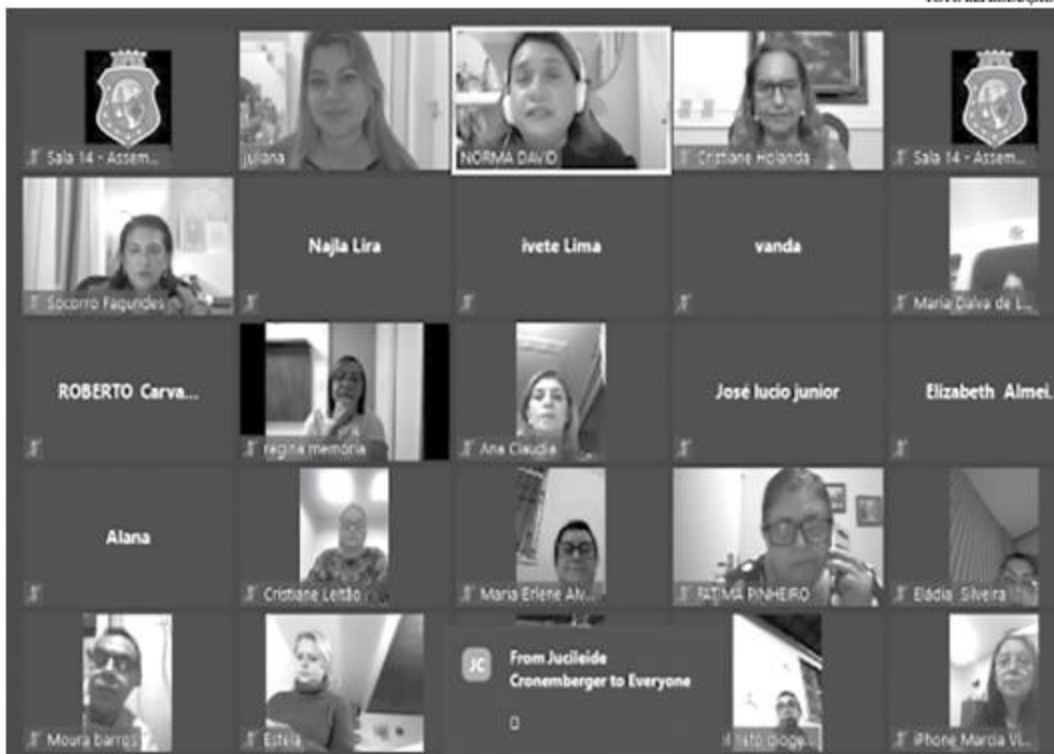 Sala 14 - Assem...
Juliana
NORMA DAVID
Cristiane Holanda
Sala 14 - Assem...
Socorro Fagundes
Najla Lira
ivete Lima
vanda
Maria Dalva de L...
ROBERTO Carva...
regina memória
Ana Claudia
José lucio junior
Elizabeth Almei.
Alana
Cristiane Leitão
Maria Erlene Alv...
FATIMA PINHEIRO
Eládia Silveira
Moura barros
Estela
JC
From Jucileide
Cronemberger to Everyone
iPhone Marcia Vi...